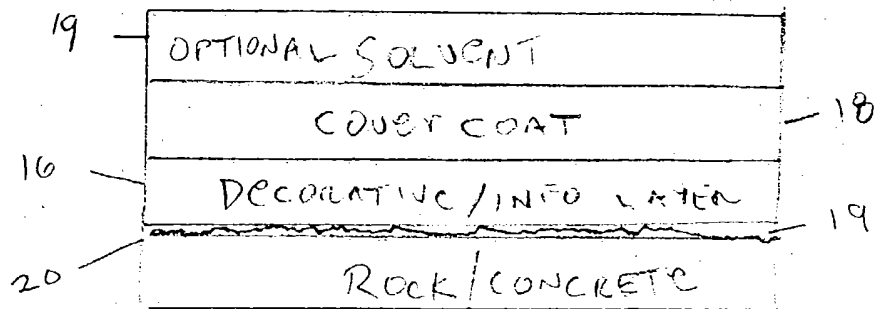 19
OPTIONAL SOLVENT
COVER COAT
18
16
DECORATIVE/INFO LAYER
19
20
ROCK/CONCRETE